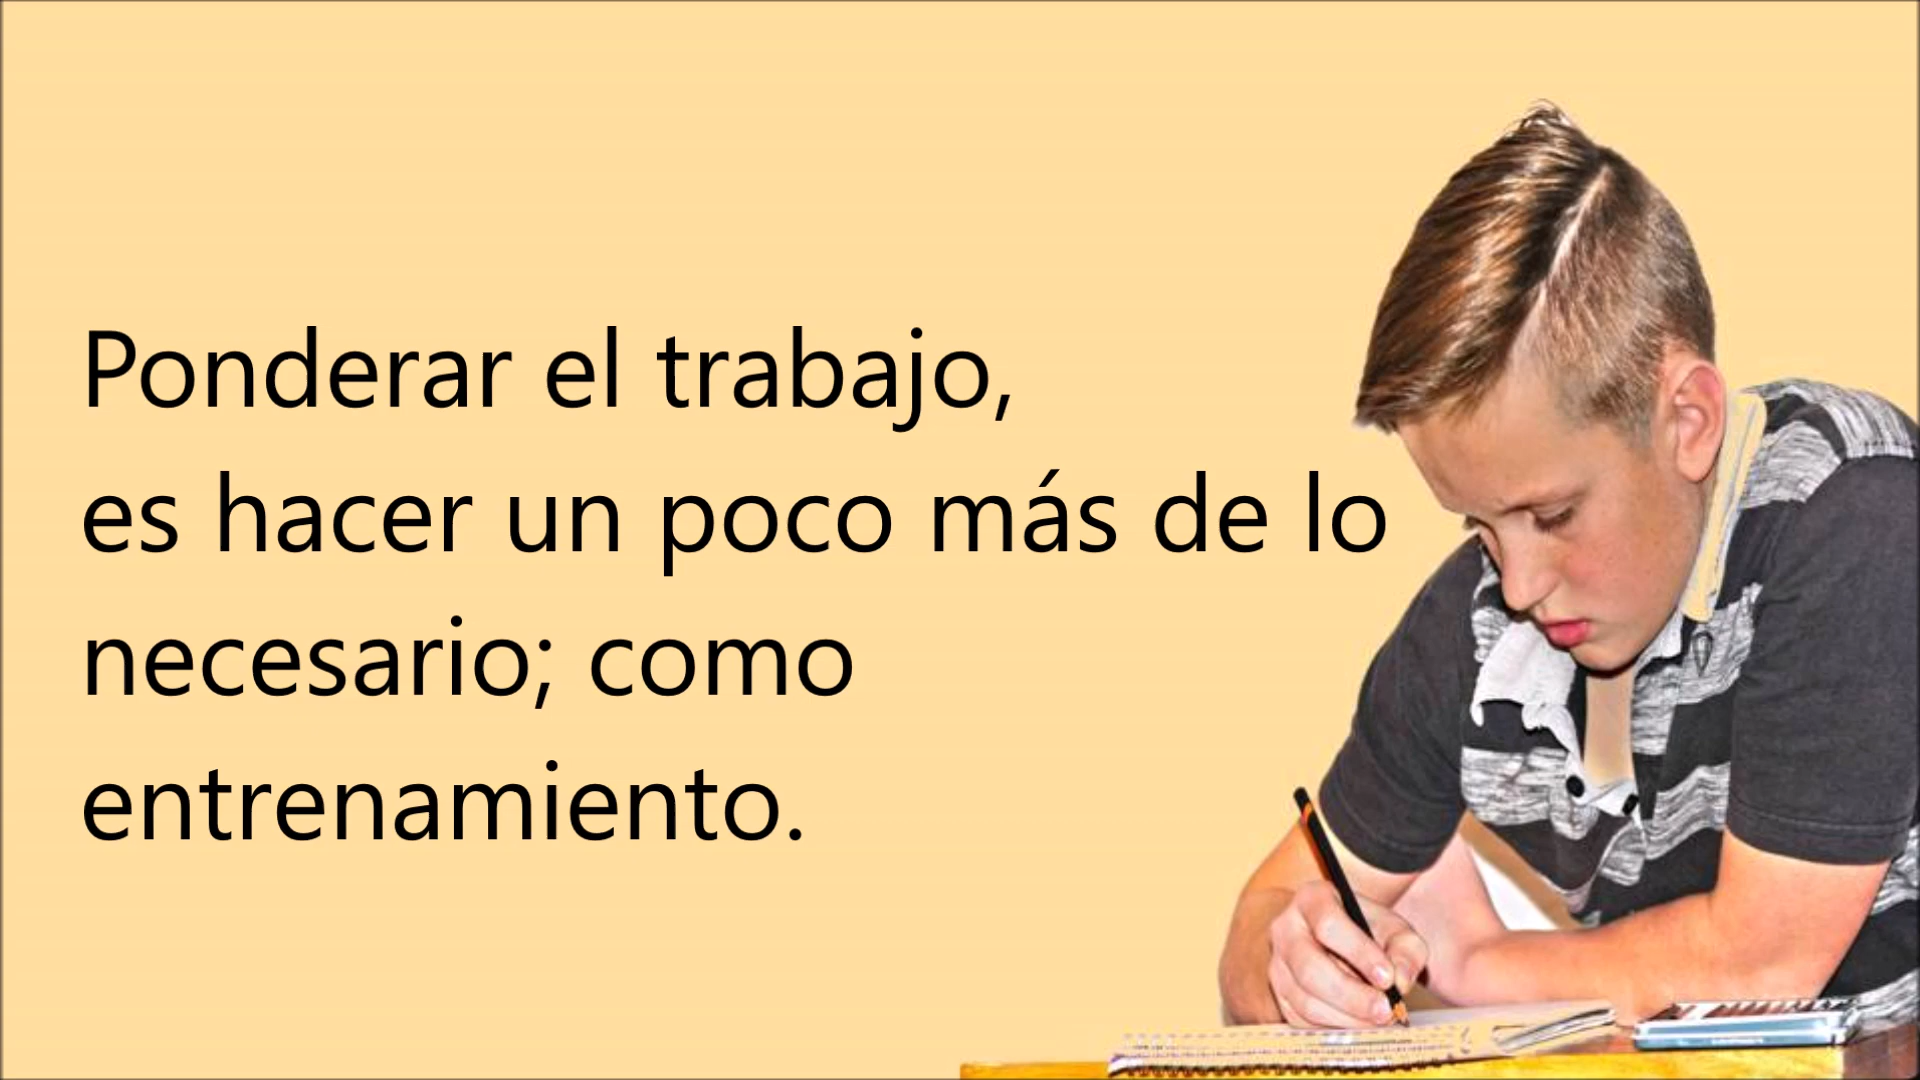 Ponderar el trabajo,
es hacer un poco más de lo
necesario; como
entrenamiento.